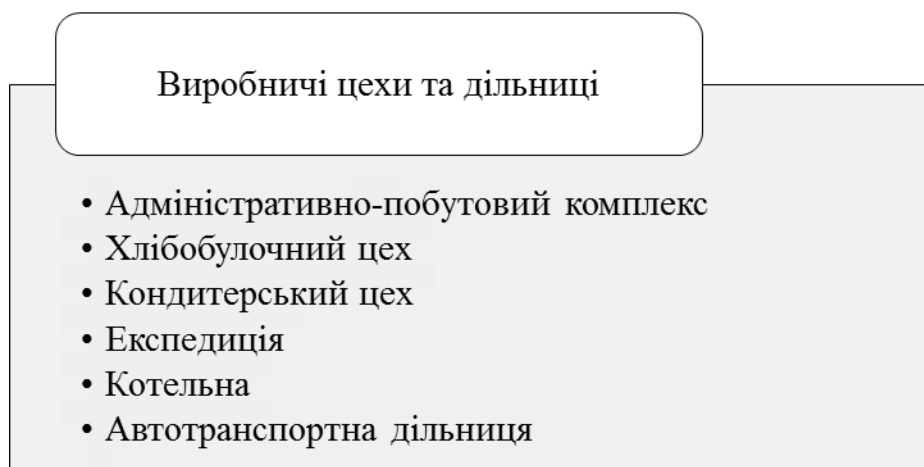 Виробничі цехи та дільниці
• Адміністративно-побутовий комплекс
• Хлібобулочний цех
• Кондитерський цех
• Експедиція
• Котельна
• Автотранспортна дільниця